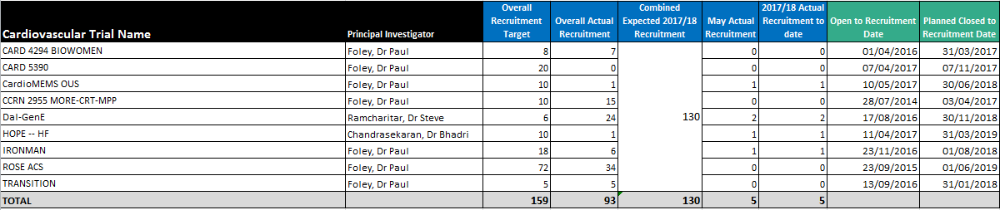 Cardiovascular Trial Name Principal Investigator Overall Recruitment Target Overall Actual Recruitment Combined Expected 2017/18 Recruitment May Actual Recruitment 2017/18 Actual Recruitment to date Open to Recruitment Date Planned Closed to Recruitment Date
CARD 4294 BIOWOMEN Foley, Dr Paul 8 7 0 0 01/04/2016 31/03/2017
CARD 5390 Foley, Dr Paul 20 0 0 0 07/04/2017 07/11/2017
CardioMEMS OUS Foley, Dr Paul 10 1 1 1 10/05/2017 30/06/2018
CCRN 2955 MORE-CRT-MPP Foley, Dr Paul 10 15 0 0 28/07/2014 03/04/2017
Dal-GenE Ramcharitar, Dr Steve 6 24 130 2 2 17/08/2016 30/11/2018
HOPE -- HF Chandrasekaran, Dr Bhadri 10 1 1 1 11/04/2017 31/03/2019
IRONMAN Foley, Dr Paul 18 6 1 1 23/11/2016 01/08/2018
ROSE ACS Foley, Dr Paul 72 34 0 0 23/09/2015 01/06/2019
TRANSITION Foley, Dr Paul 5 5 0 0 13/09/2016 31/01/2018
TOTAL 159 93 130 5 5